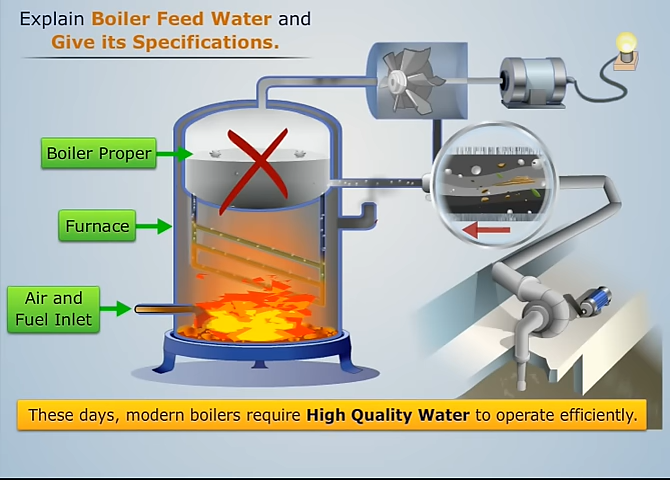 Explain Boiler Feed Water and
Give its Specifications.
Boiler Proper
Furnace
Air and
Fuel Inlet
These days, modern boilers require High Quality Water to operate efficiently.